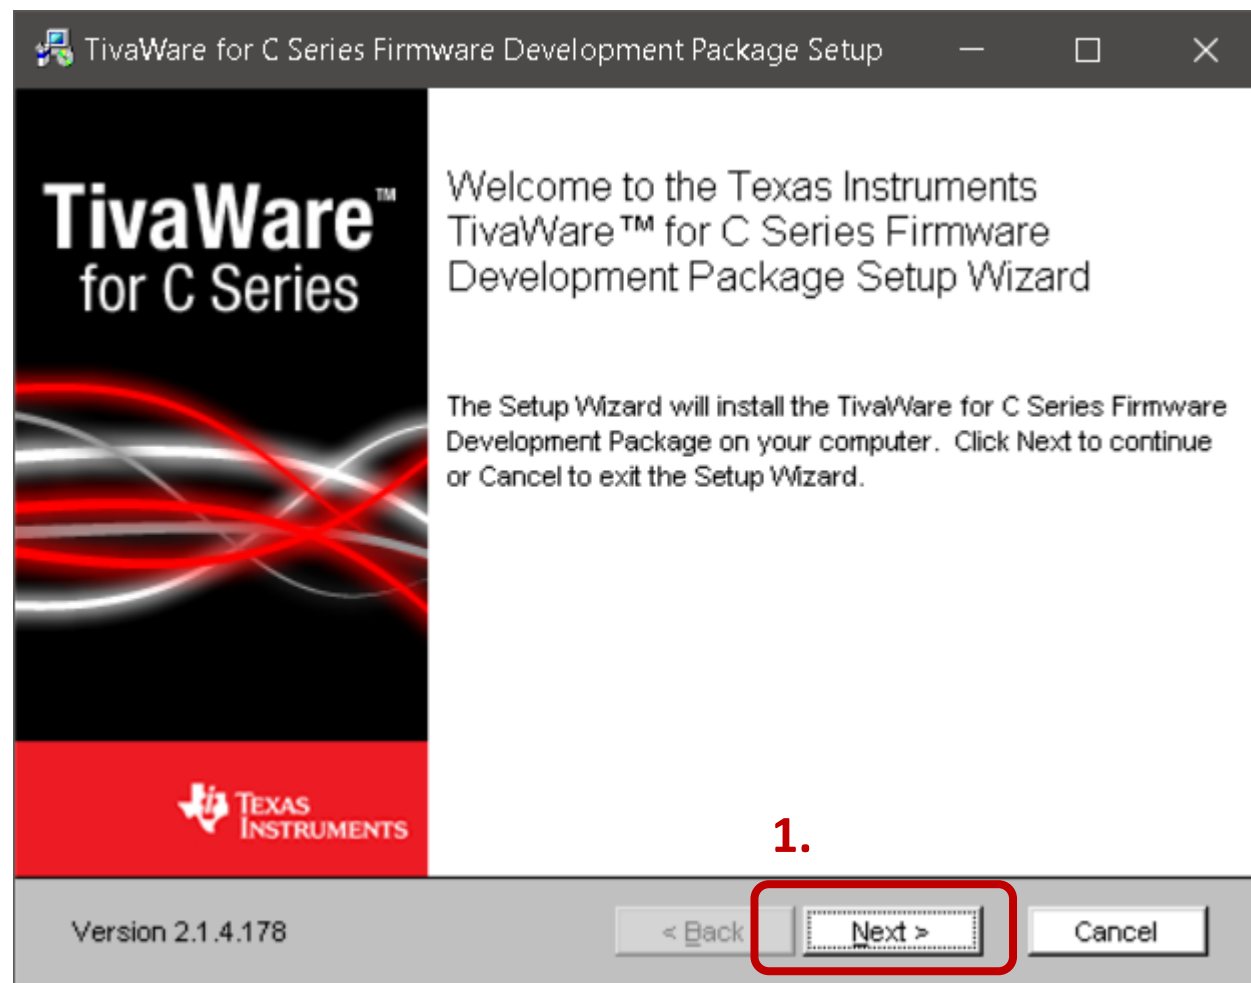 TivaWare for C Series Firmware Development Package Setup
TivaWare™
for C Series
Welcome to the Texas Instruments
TivaWare™ for C Series Firmware
Development Package Setup Wizard
The Setup Wizard will install the TivaWare for C Series Firmware
Development Package on your computer.  Click Next to continue
or Cancel to exit the Setup Wizard.
TEXAS
INSTRUMENTS
1.
Version 2.1.4.178
< Back
Next >
Cancel